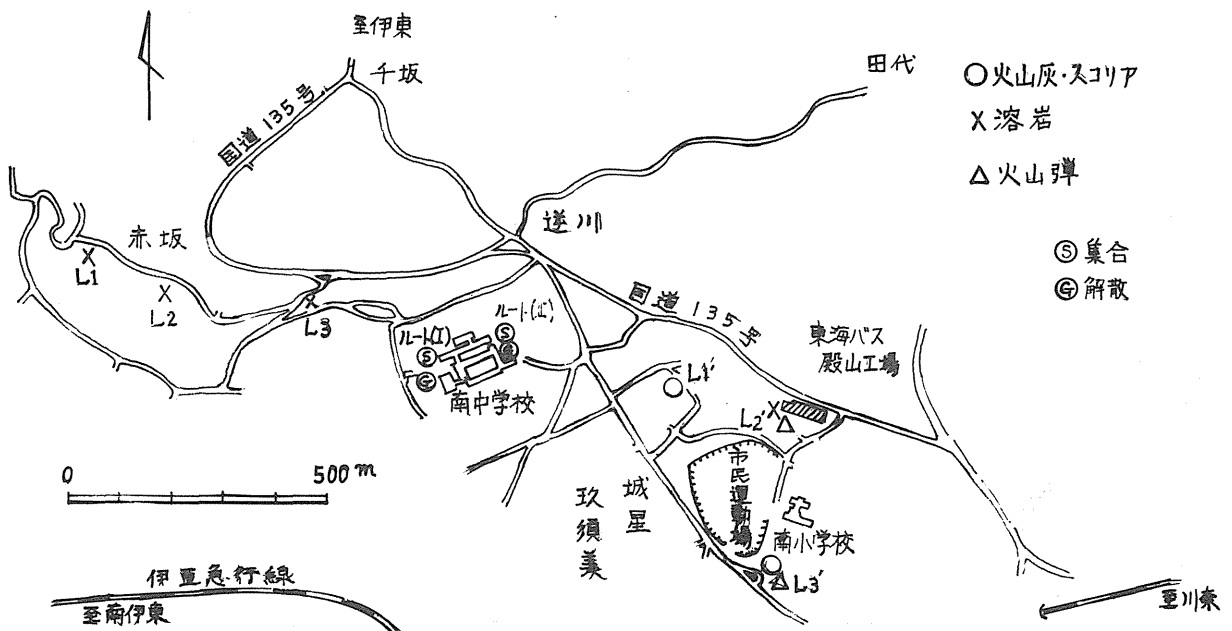 至伊東
千坂
田代
国道135号
○火山灰・スコリア
X溶岩
△火山弾
Ⓢ集合
Ⓖ解散
逆川
赤坂
L1
L2
L3
国道135号
東海バス
殿山工場
ルート(I)
ルート(II)
Ⓢ
Ⓢ
Ⓖ
Ⓖ
南中学校
L1'
L2'
L3'
市民運動場
南小学校
城星
玖須美
0
500m
伊豆急行線
至南伊東
至川奈